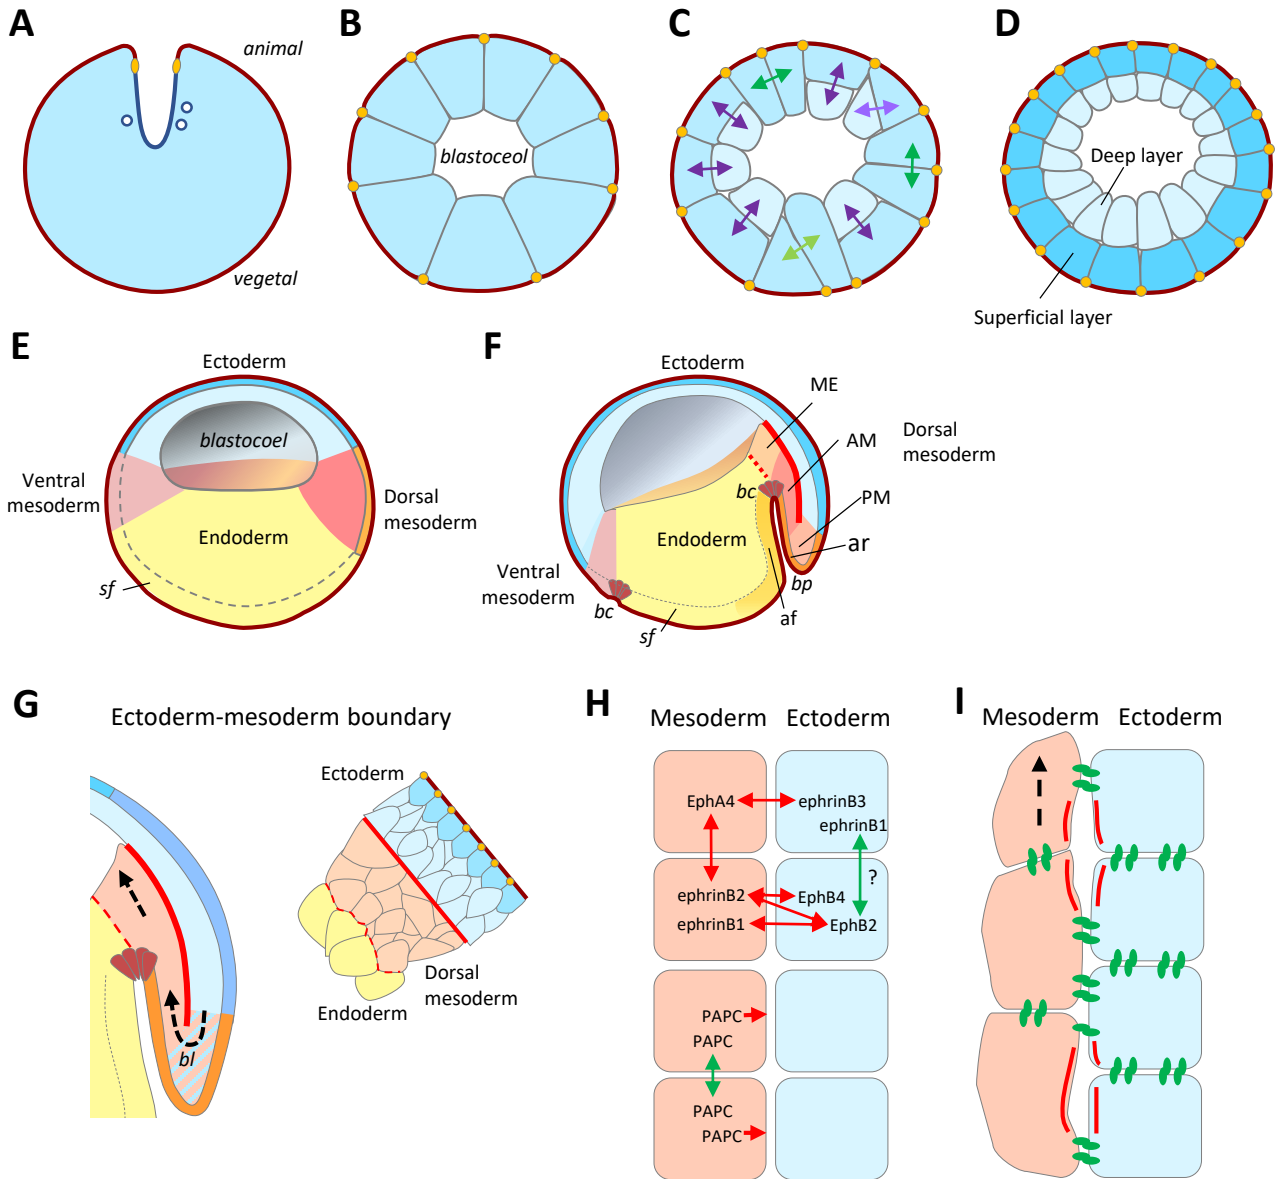 A
animal
vegetal
B
blastoceol
C
D
Deep layer
Superficial layer
E
Ectoderm
blastocoel
Ventral
mesoderm
Dorsal
mesoderm
Endoderm
sf
F
Ectoderm
ME
AM
Dorsal
mesoderm
bc
PM
Endoderm
ar
Ventral
mesoderm
bp
bc
af
sf
G
Ectoderm-mesoderm boundary
Ectoderm
Dorsal
mesoderm
Endoderm
bl
H
Mesoderm
Ectoderm
EphA4
ephrinB3
ephrinB1
?
ephrinB2
EphB4
ephrinB1
EphB2
PAPC
PAPC
PAPC
PAPC
I
Mesoderm
Ectoderm